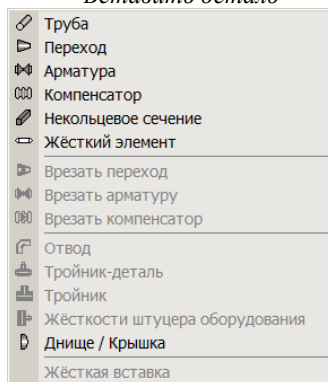 Вставить деталь
Труба
Переход
Арматура
Компенсатор
Некольцевое сечение
Жёсткий элемент
Врезать переход
Врезать арматуру
Врезать компенсатор
Отвод
Тройник-деталь
Тройник
Жёсткости штуцера оборудования
Днище / Крышка
Жёсткая вставка